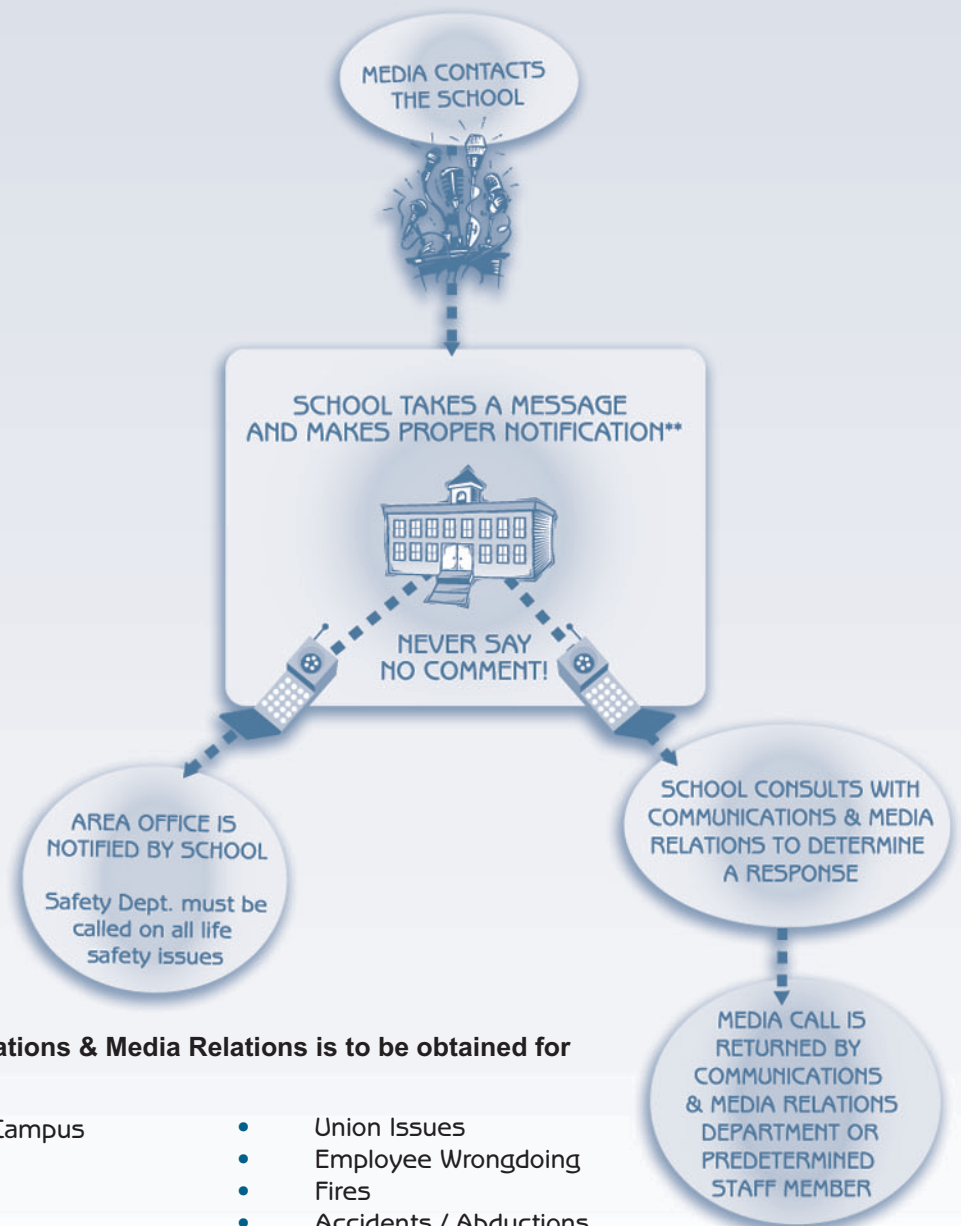 MEDIA CONTACTS
THE SCHOOL
SCHOOL TAKES A MESSAGE
AND MAKES PROPER NOTIFICATION**
NEVER SAY
NO COMMENT!
AREA OFFICE IS
NOTIFIED BY SCHOOL
Safety Dept. must be
called on all life
safety issues
SCHOOL CONSULTS WITH
COMMUNICATIONS & MEDIA
RELATIONS TO DETERMINE
A RESPONSE
MEDIA CALL IS
RETURNED BY
COMMUNICATIONS
& MEDIA RELATIONS
DEPARTMENT OR
PREDETERMINED
STAFF MEMBER
ations & Media Relations is to be obtained for
Campus
• Union Issues
• Employee Wrongdoing
• Fires
• Accidents / Abductions